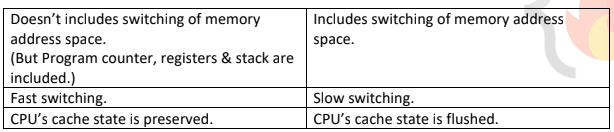 Doesn't includes switching of memory
address space.
(But Program counter, registers & stack are
included.)
Includes switching of memory address
space.
Fast switching.
Slow switching.
CPU's cache state is preserved.
CPU's cache state is flushed.